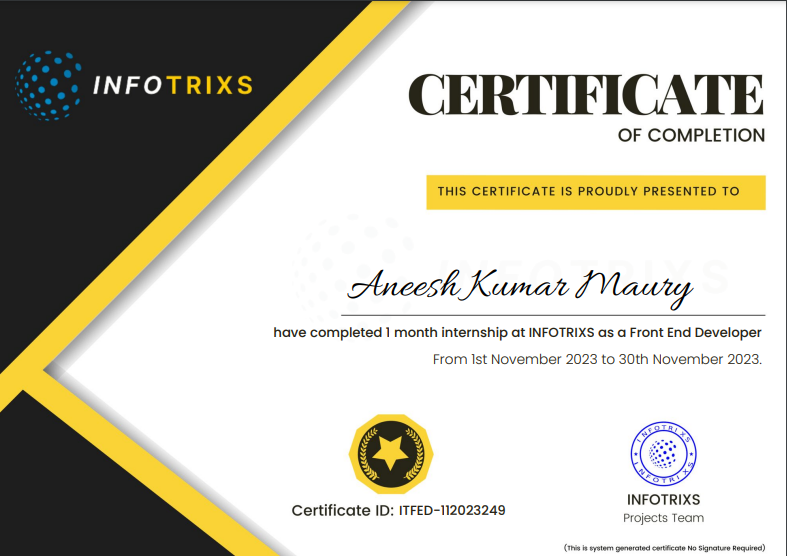 INFOTRIXS
CERTIFICATE
OF COMPLETION
THIS CERTIFICATE IS PROUDLY PRESENTED TO
INFOTRIXS
Aneesh Kumar Maury
have completed 1 month internship at INFOTRIXS as a Front End Developer
From 1st November 2023 to 30th November 2023.
INFOTRIXS
INFOTRIXS
Certificate ID: ITFED-112023249
INFOTRIXS
Projects Team
(This is system generated certificate No Signature Required)